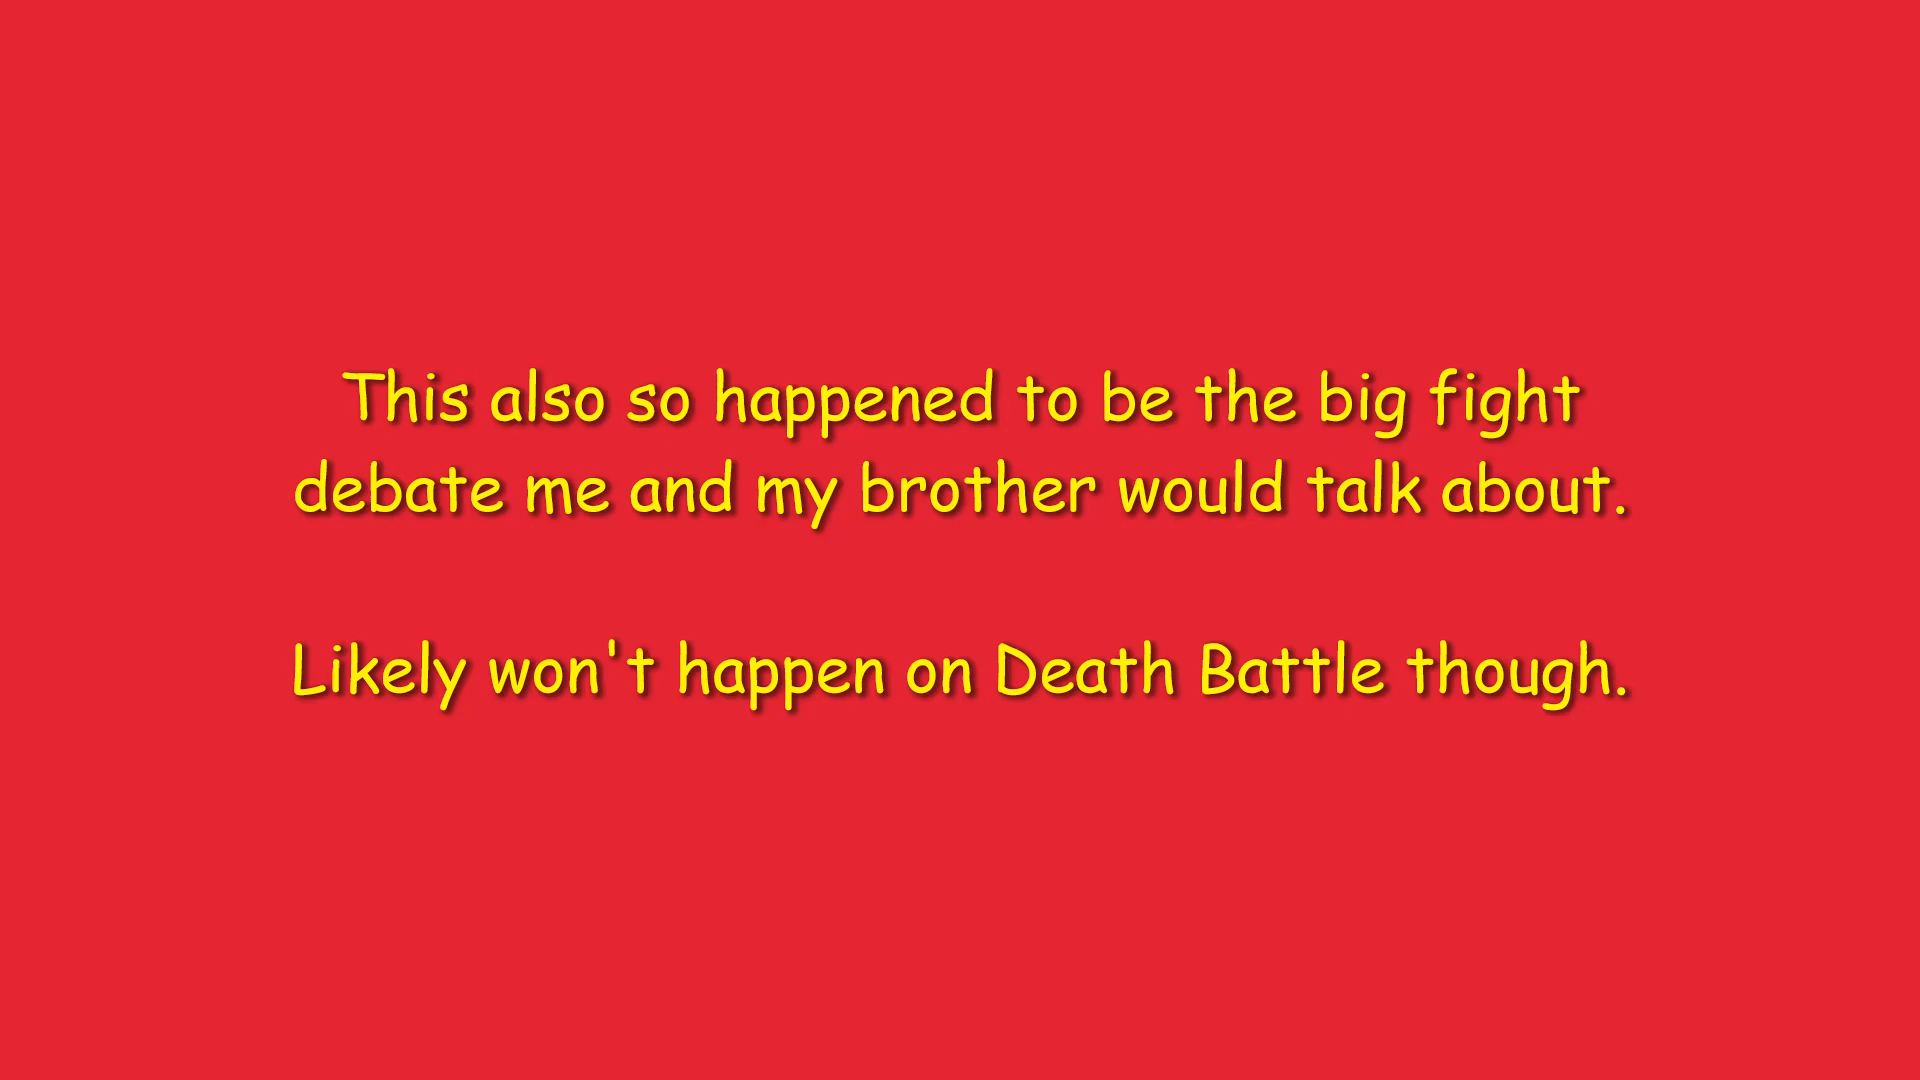 This also so happened to be the big fight
debate me and my brother would talk about.
Likely won't happen on Death Battle though.